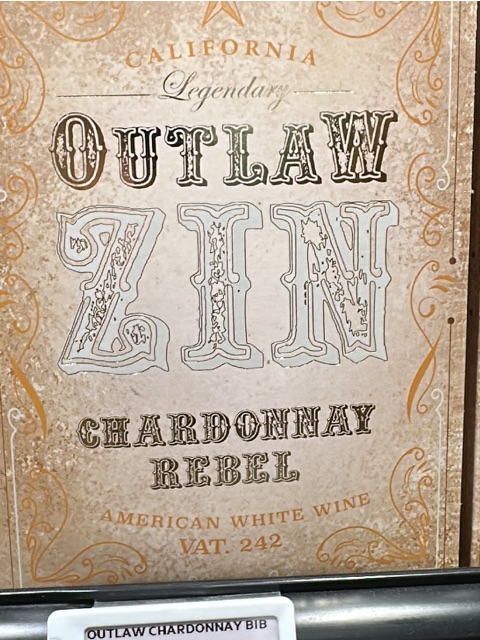 CALIFORNIA
Legendary
OUTLAW
ZIN
CHARDONNAY
REBEL
AMERICAN WHITE WINE
VAT. 242
OUTLAW CHARDONNAY BIB